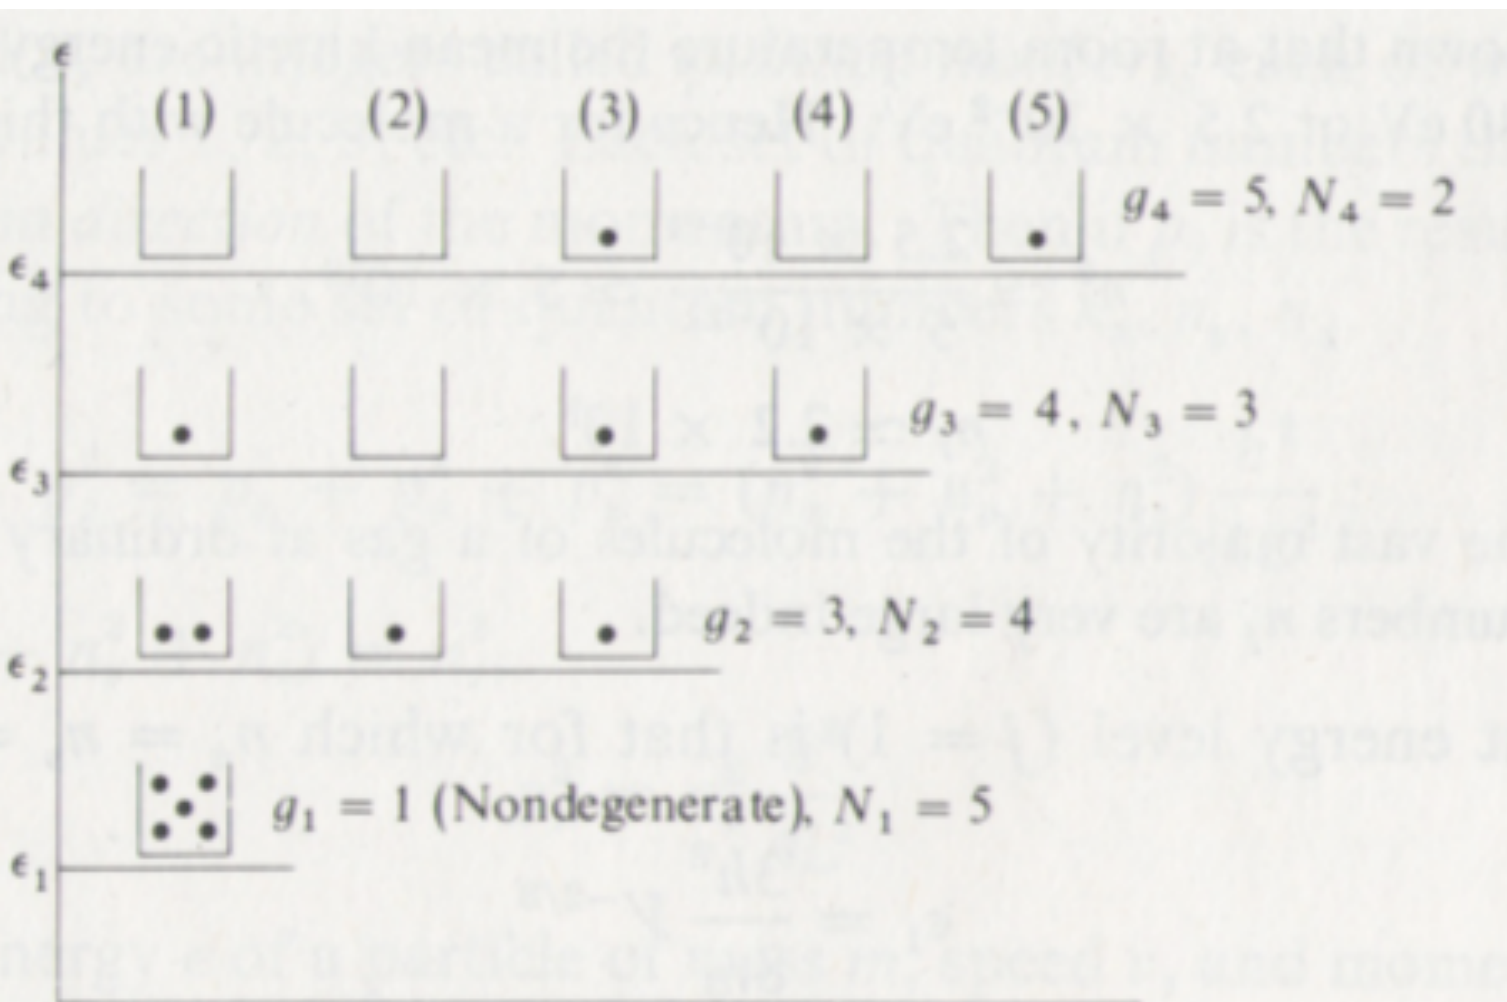 ϵ
(1) (2) (3) (4) (5)
g₄ = 5, N₄ = 2
ϵ₄
g₃ = 4, N₃ = 3
ϵ₃
g₂ = 3, N₂ = 4
ϵ₂
g₁ = 1 (Nondegenerate), N₁ = 5
ϵ₁